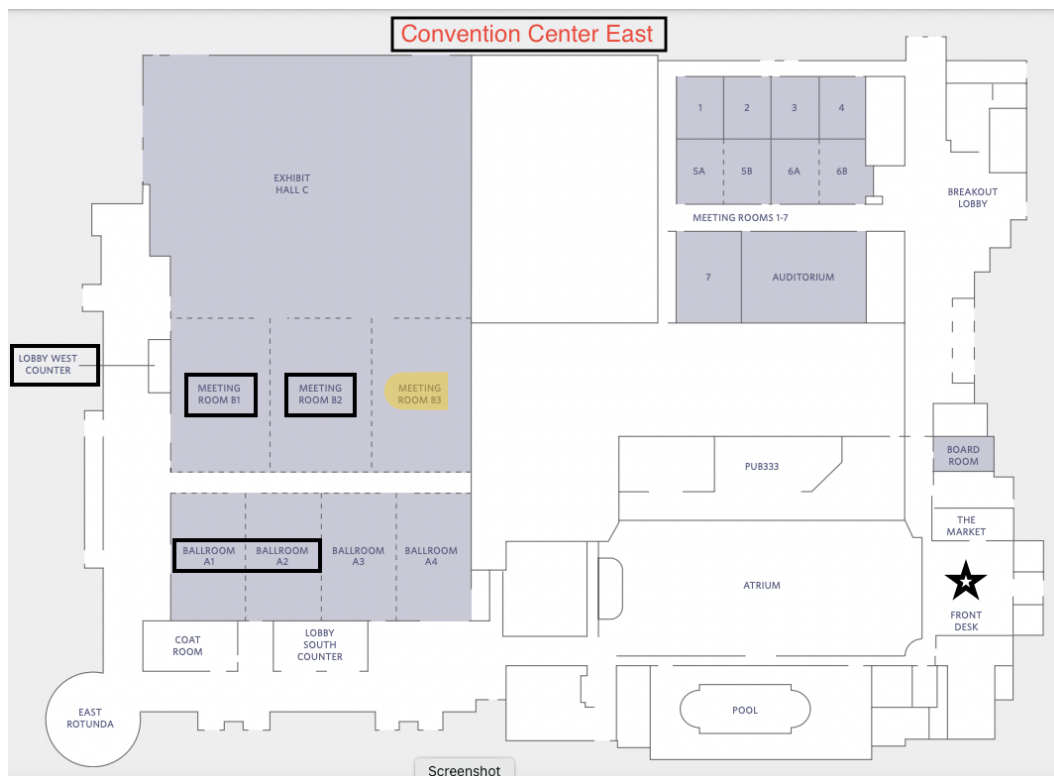 Convention Center East
1
2
3
4
EXHIBIT
HALL C
5A
5B
6A
6B
BREAKOUT
LOBBY
MEETING ROOMS 1-7
7
AUDITORIUM
LOBBY WEST
COUNTER
MEETING
ROOM B1
MEETING
ROOM B2
MEETING
ROOM B3
BOARD
ROOM
PUB333
THE
MARKET
BALLROOM
A1
BALLROOM
A2
BALLROOM
A3
BALLROOM
A4
ATRIUM
FRONT
DESK
COAT
ROOM
LOBBY
SOUTH
COUNTER
EAST
ROTUNDA
POOL
Screenshot